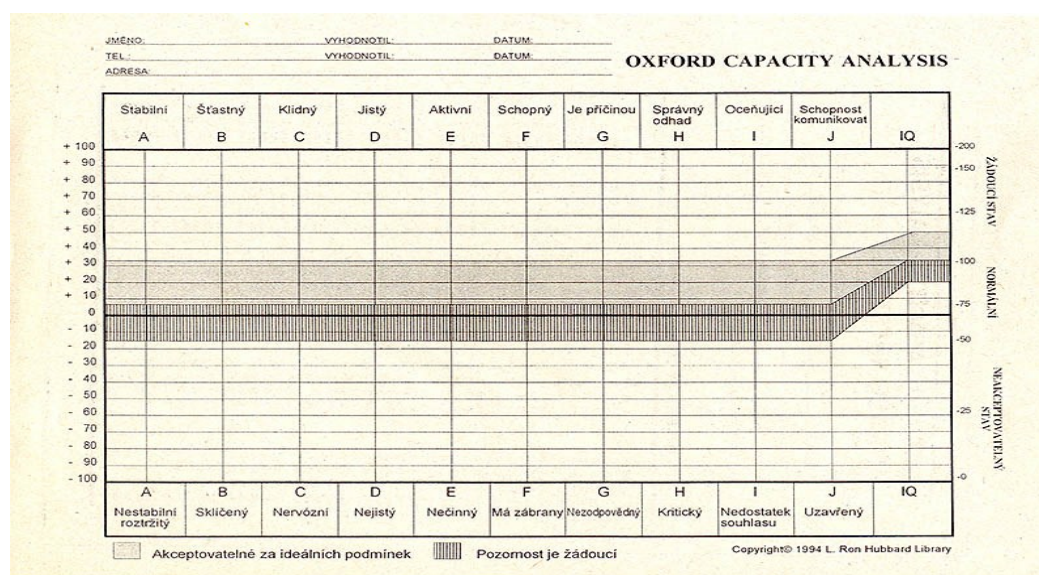 JMÉNO: VYHODNOTIL: DATUM:
TEL.: VYHODNOTIL: DATUM:
ADRESA:
OXFORD CAPACITY ANALYSIS
Stabilní Šťastný Klidný Jistý Aktivní Schopný Je příčinou Správný odhad Oceňující Schopnost komunikovat
A B C D E F G H I J IQ
+ 100 -200
+ 90 -150
+ 80
+ 70
+ 60 -125
+ 50
+ 40
+ 30 -100
+ 20
+ 10 -75
0
- 10
- 20 -50
- 30
- 40
- 50
- 60 -25
- 70
- 80
- 90
- 100 -0
ŽÁDOUCÍ STAV
NORMÁLNÍ
NEAKCEPTOVATELNÝ
STAV
A B C D E F G H I J IQ
Nestabilní roztržitý Sklíčený Nervózní Nejistý Nečinný Má zábrany Nezodpovědný Kritický Nedostatek souhlasu Uzavřený
Akceptovatelné za ideálních podmínek Pozornost je žádoucí
Copyright© 1994 L. Ron Hubbard Library